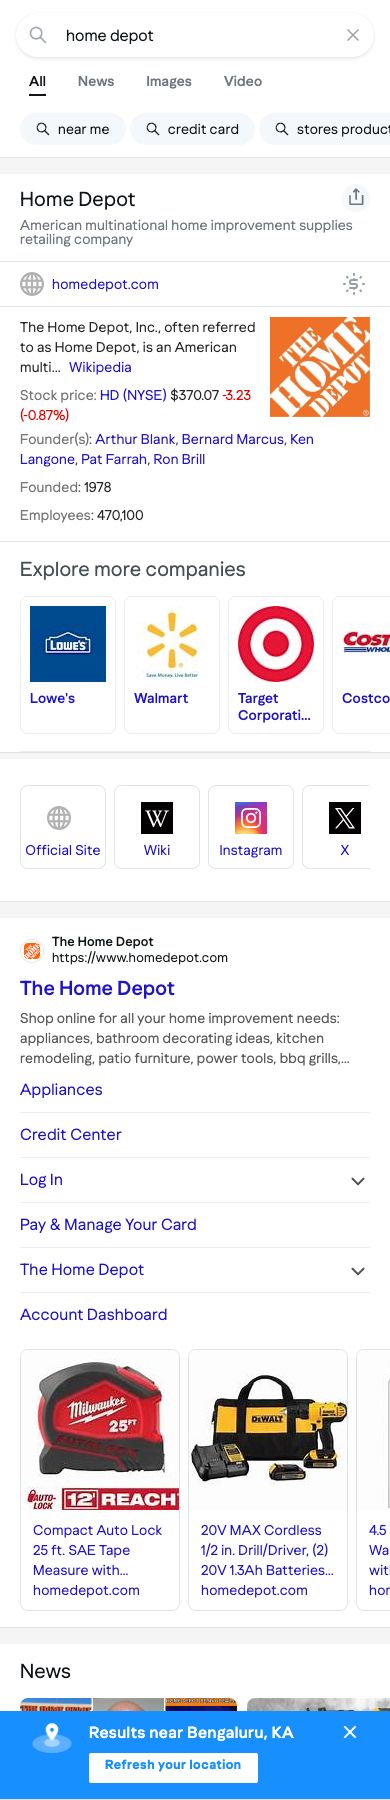 home depot
All News Images Video
near me credit card stores product
Home Depot
American multinational home improvement supplies
retailing company
homedepot.com
The Home Depot, Inc., often referred
to as Home Depot, is an American
multi... Wikipedia
THE
HOME
DEPOT
Stock price: HD (NYSE) $370.07 -3.23
(-0.87%)
Founder(s): Arthur Blank, Bernard Marcus, Ken
Langone, Pat Farrah, Ron Brill
Founded: 1978
Employees: 470,100
Explore more companies
LOWE'S
Save Money. Live Better
COST
WHOL
Lowe's
Walmart
Target
Corporati...
Costco
W
Official Site
Wiki
Instagram
X
The Home Depot
https://www.homedepot.com
The Home Depot
Shop online for all your home improvement needs:
appliances, bathroom decorating ideas, kitchen
remodeling, patio furniture, power tools, bbq grills,...
Appliances
Credit Center
Log In
Pay & Manage Your Card
The Home Depot
Account Dashboard
Milwaukee
25FT
AUTO-
LOCK
12' REACH
DEWALT
Compact Auto Lock
25 ft. SAE Tape
Measure with...
homedepot.com
20V MAX Cordless
1/2 in. Drill/Driver, (2)
20V 1.3Ah Batteries...
homedepot.com
4.5
Wa
wit
hor
News
Results near Bengaluru, KA
Refresh your location